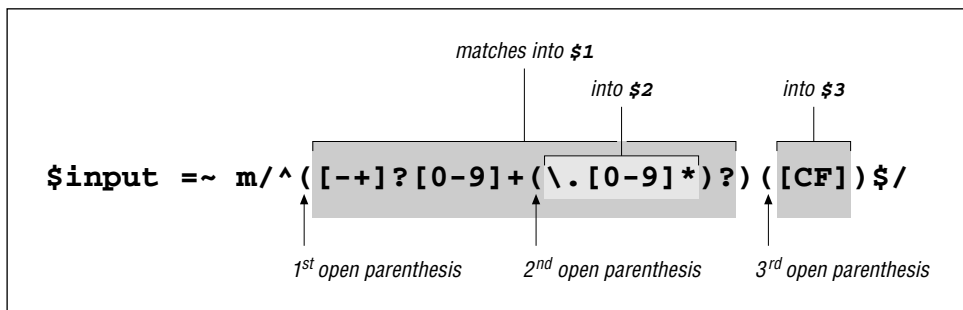 matches into $1
into $2 into $3
$input =~ m/^([-+]?[0-9]+(\.[0-9]*)?)([CF])$/
1st open parenthesis 2nd open parenthesis 3rd open parenthesis